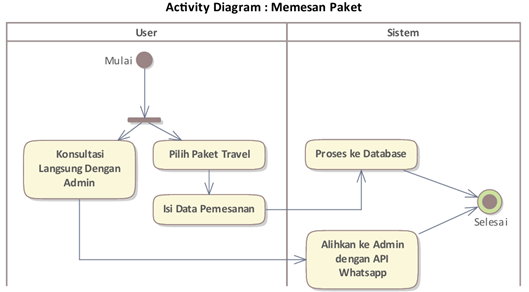 Activity Diagram : Memesan Paket
User
Sistem
Mulai
Konsultasi
Langsung Dengan
Admin
Pilih Paket Travel
Proses ke Database
Isi Data Pemesanan
Selesai
Alihkan ke Admin
dengan API
Whatsapp